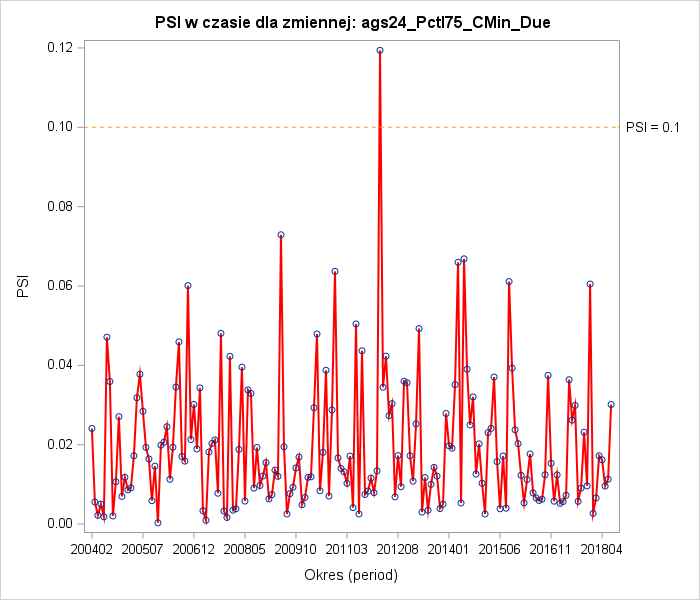 PSI w czasie dla zmiennej: ags24_Pctl75_CMin_Due
0.12
0.10
PSI = 0.1
0.08
0.06
PSI
0.04
0.02
0.00
200402 200507 200612 200805 200910 201103 201208 201401 201506 201611 201804
Okres (period)